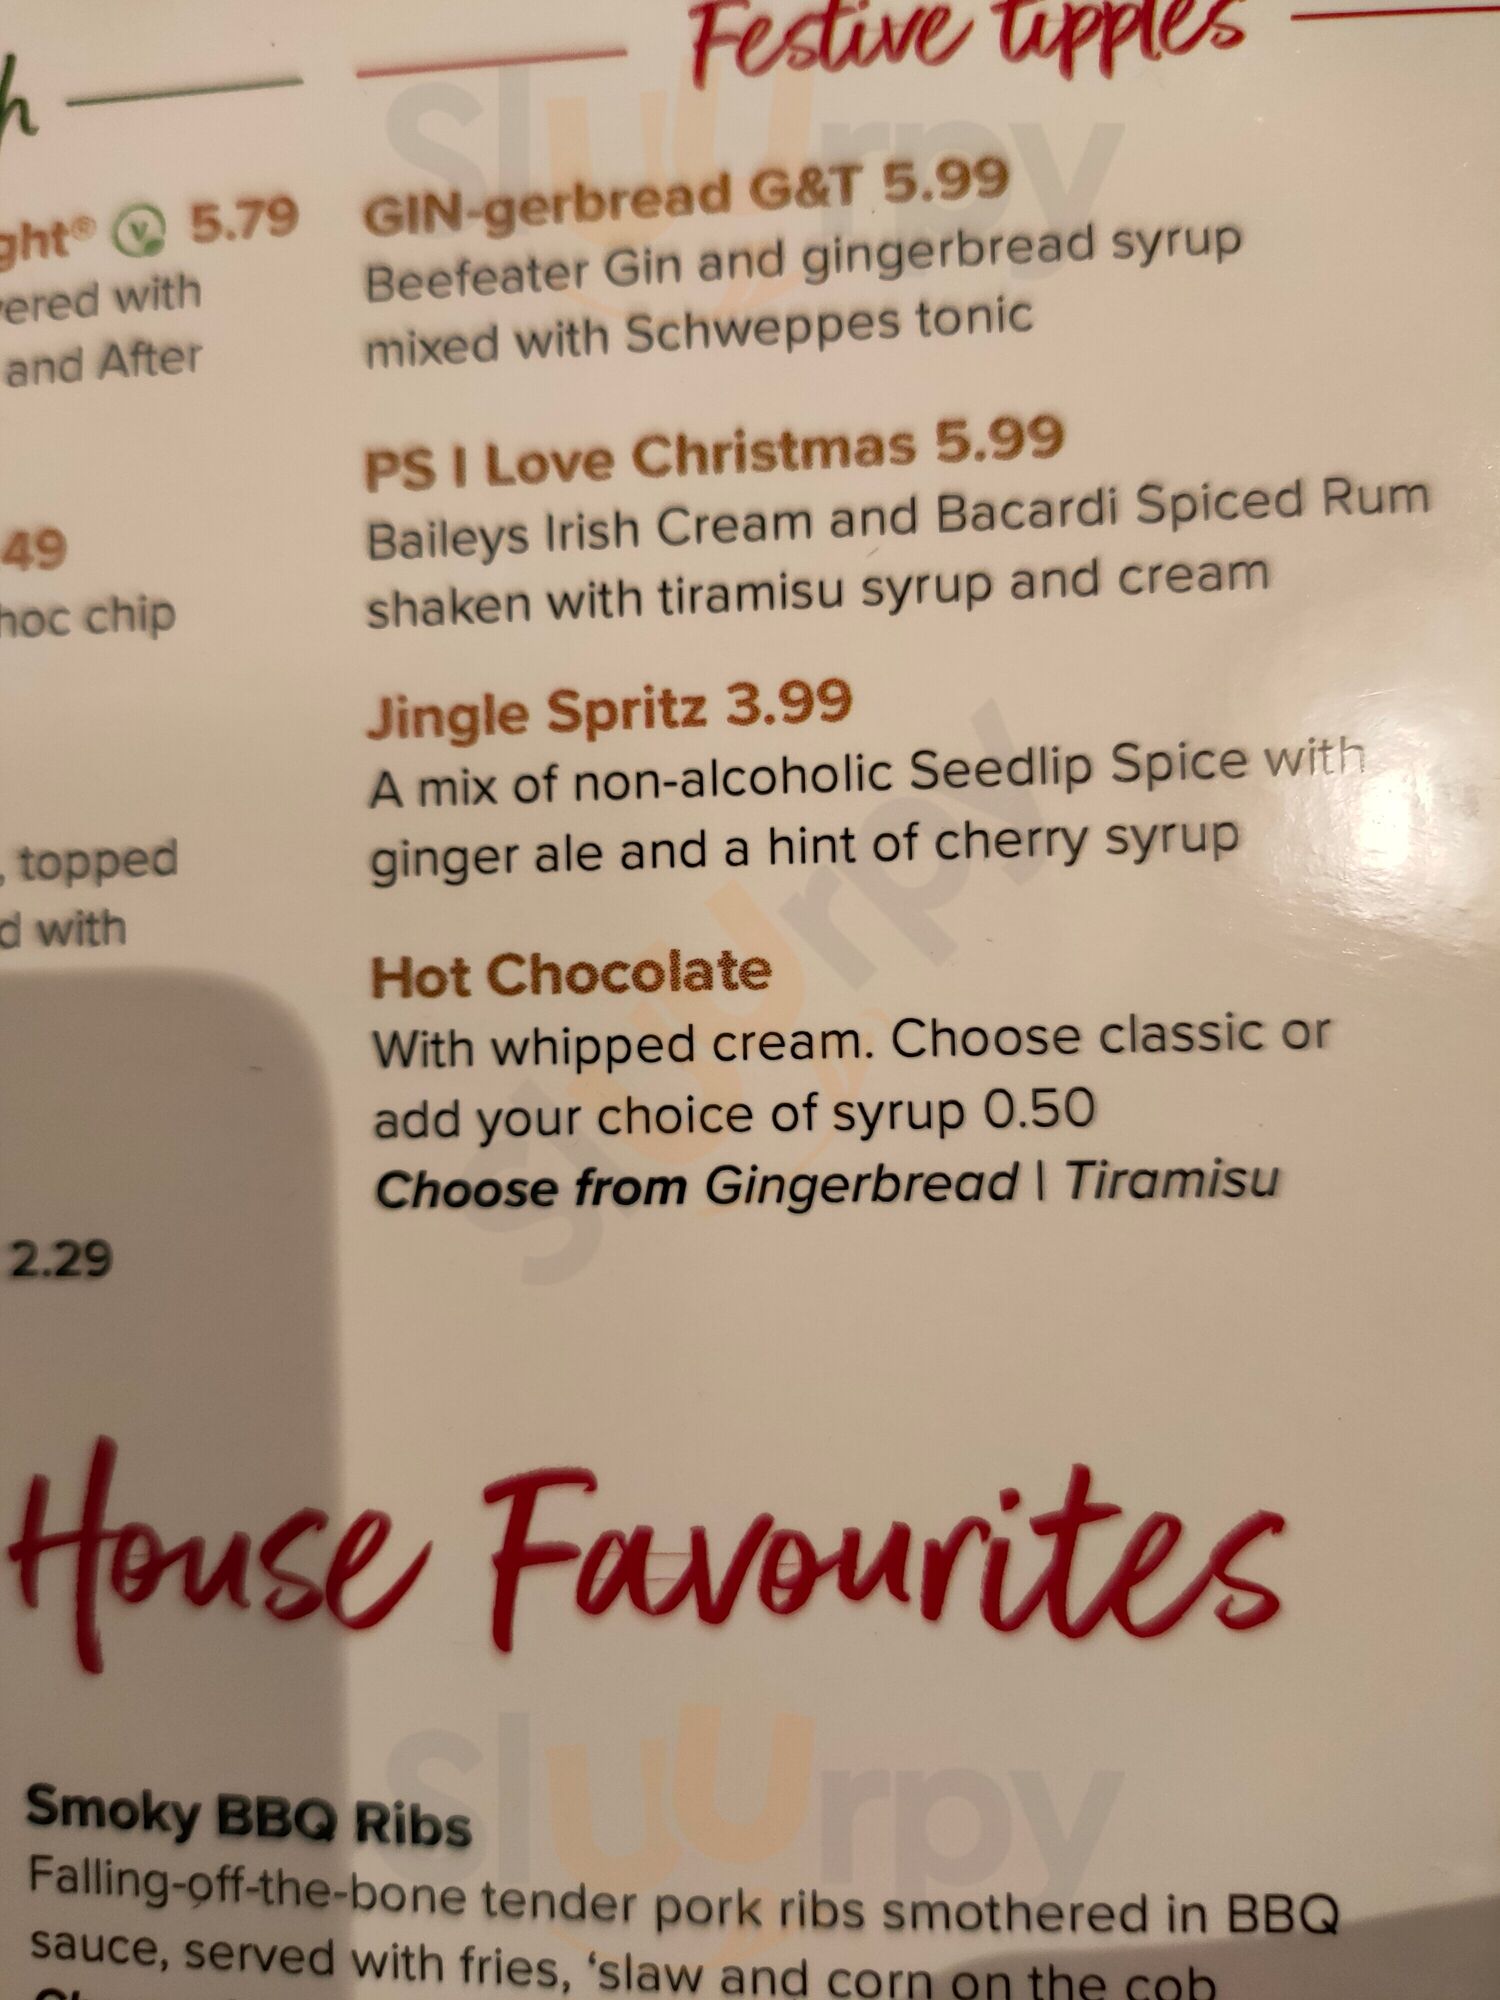 Festive tipples
h
ght® V 5.79
vered with
and After
49
hoc chip
, topped
d with
2.29
GIN-gerbread G&T 5.99
Beefeater Gin and gingerbread syrup
mixed with Schweppes tonic
PS I Love Christmas 5.99
Baileys Irish Cream and Bacardi Spiced Rum
shaken with tiramisu syrup and cream
Jingle Spritz 3.99
A mix of non-alcoholic Seedlip Spice with
ginger ale and a hint of cherry syrup
Hot Chocolate
With whipped cream. Choose classic or
add your choice of syrup 0.50
Choose from Gingerbread | Tiramisu
House Favourites
Smoky BBQ Ribs
Falling-off-the-bone tender pork ribs smothered in BBQ
sauce, served with fries, ‘slaw and corn on the cob
sluurpy
sluurpy
sluurpy